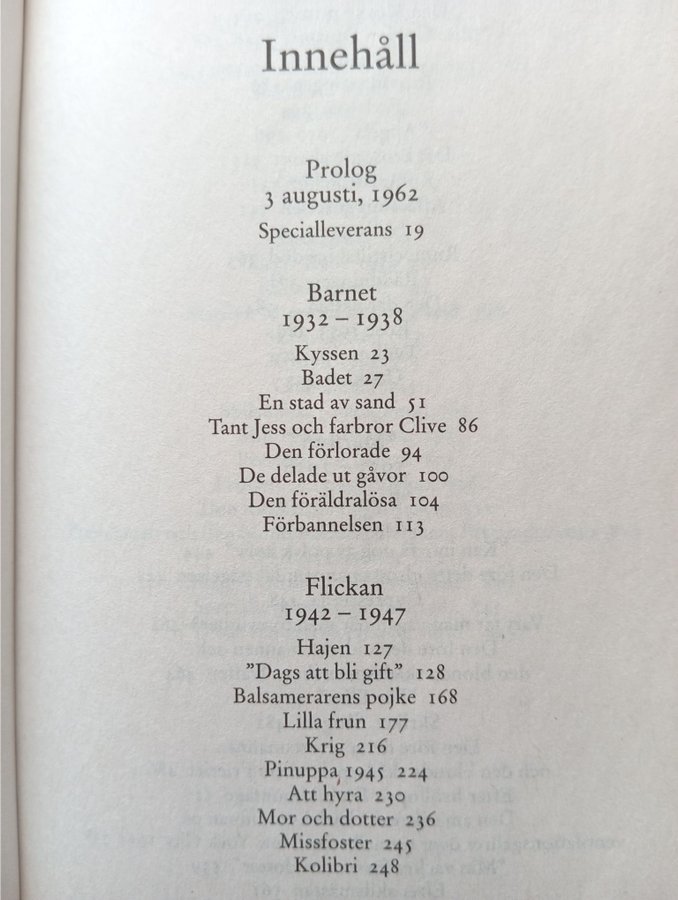 Innehåll
Prolog
3 augusti, 1962
Specialleverans 19
Barnet
1932 – 1938
Kyssen 23
Badet 27
En stad av sand 51
Tant Jess och farbror Clive 86
Den förlorade 94
De delade ut gåvor 100
Den föräldralösa 104
Förbannelsen 113
Flickan
1942 – 1947
Hajen 127
”Dags att bli gift” 128
Balsamerarens pojke 168
Lilla frun 177
Krig 216
Pinuppa 1945 224
Att hyra 230
Mor och dotter 236
Missfoster 245
Kolibri 248